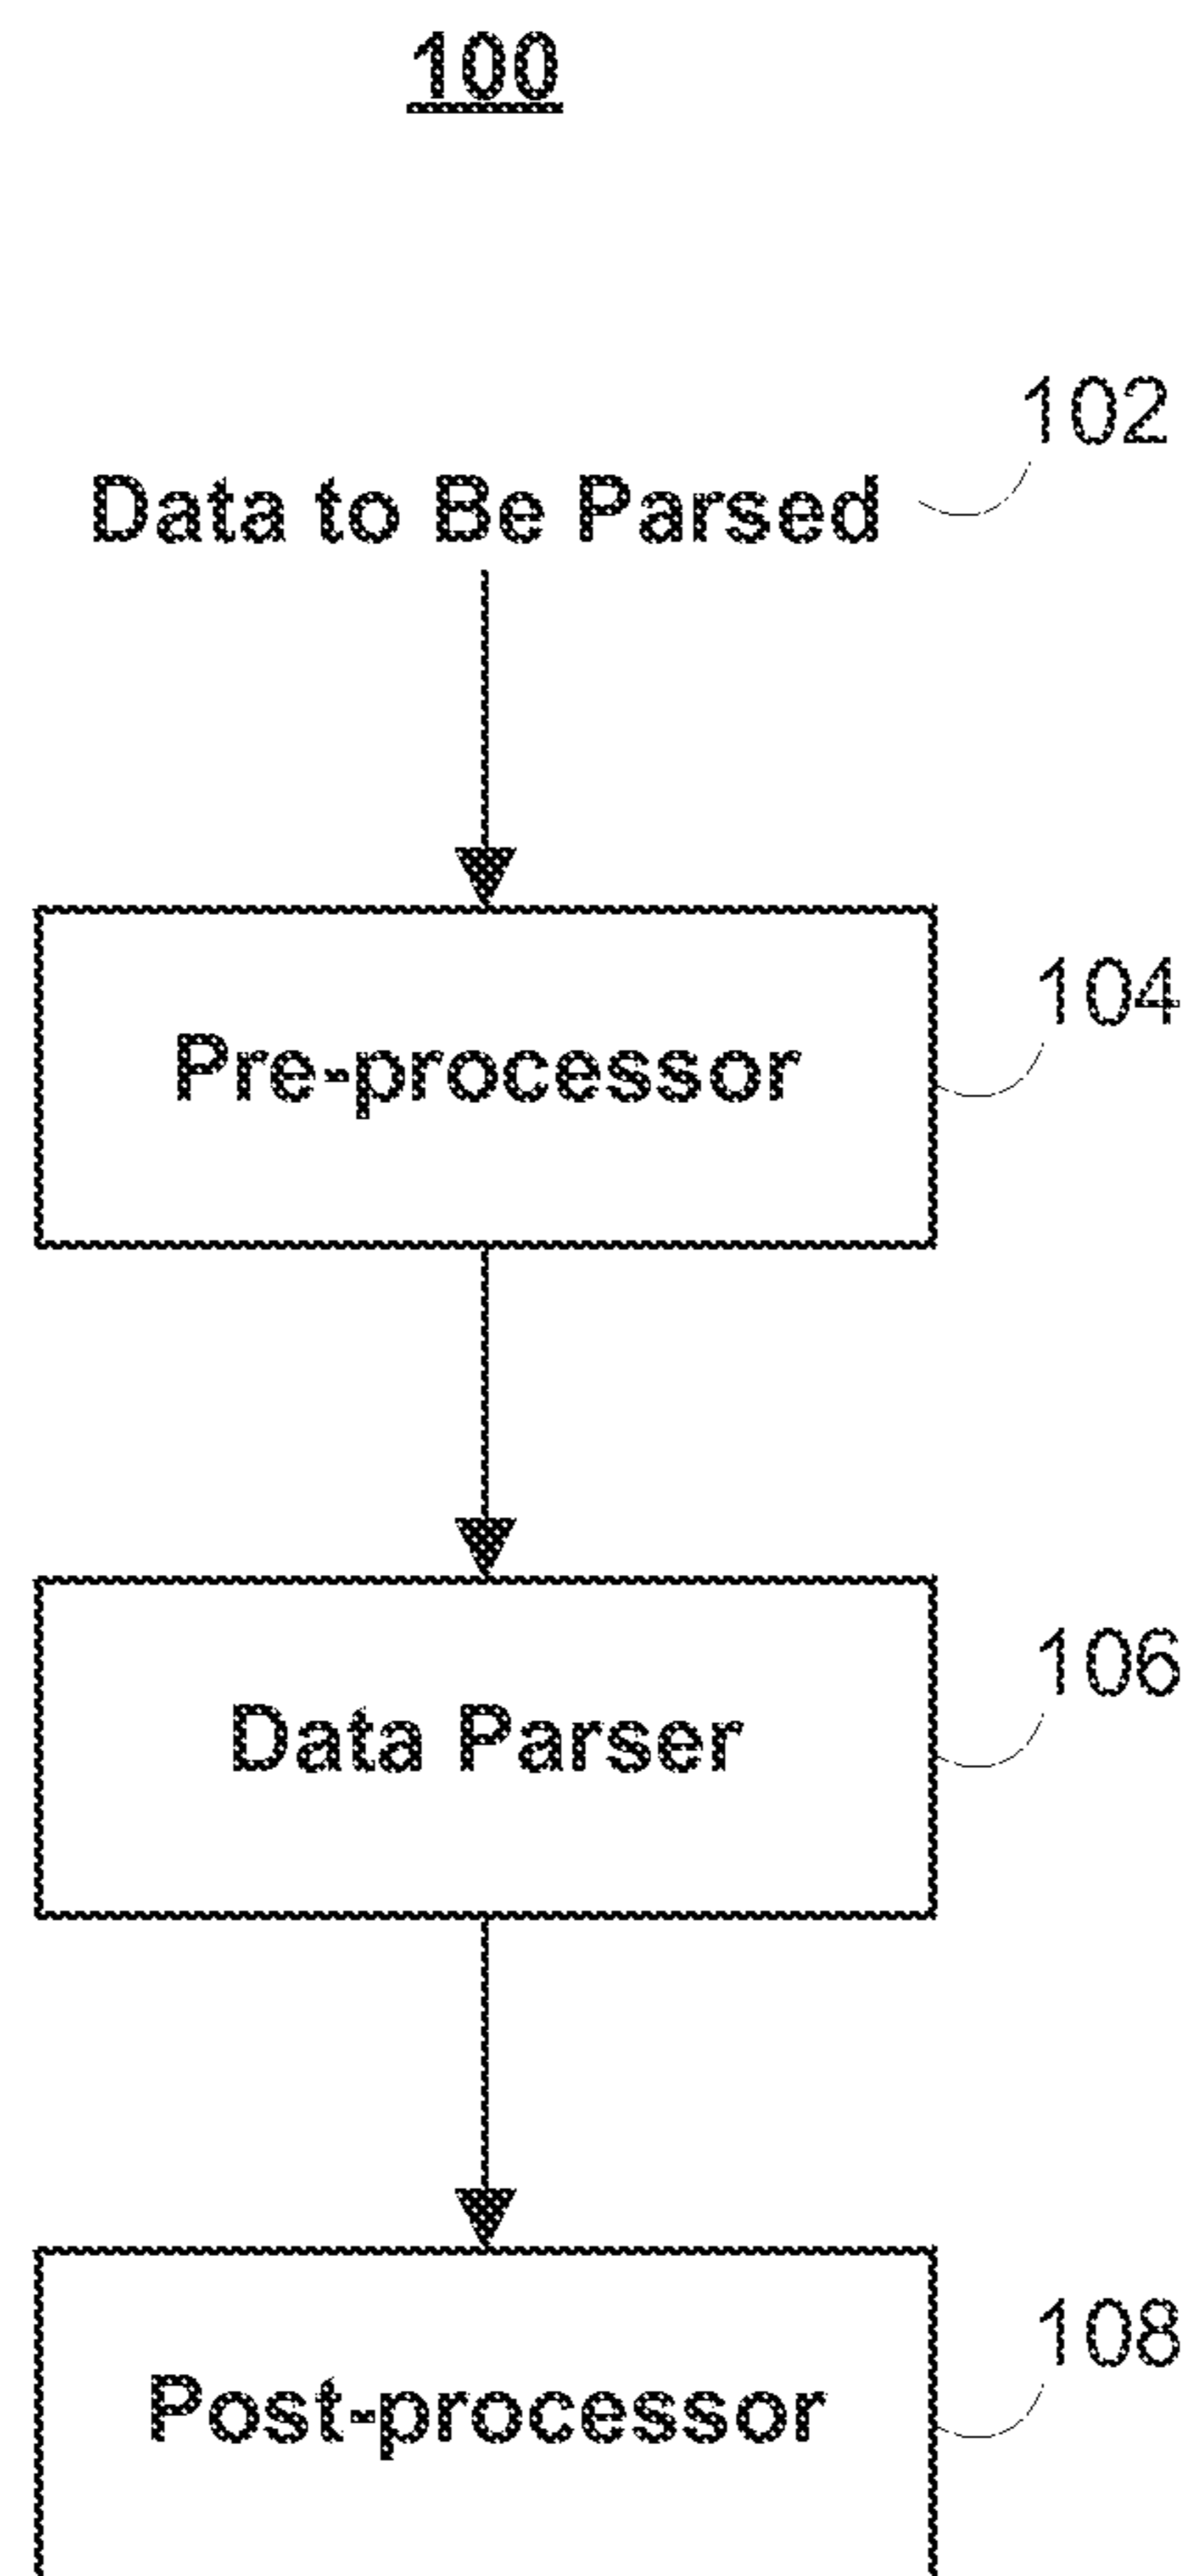 100
102
Data to Be Parsed
104
Pre-processor
106
Data Parser
108
Post-processor